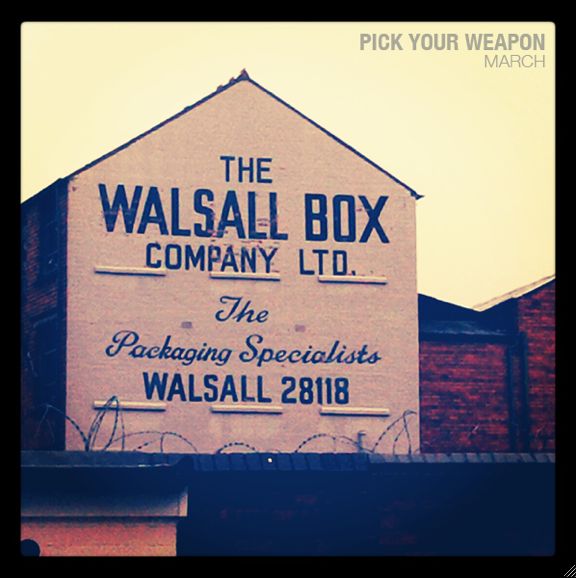 PICK YOUR WEAPON
MARCH
THE
WALSALL BOX
COMPANY LTD.
The
Packaging Specialists
WALSALL 28118